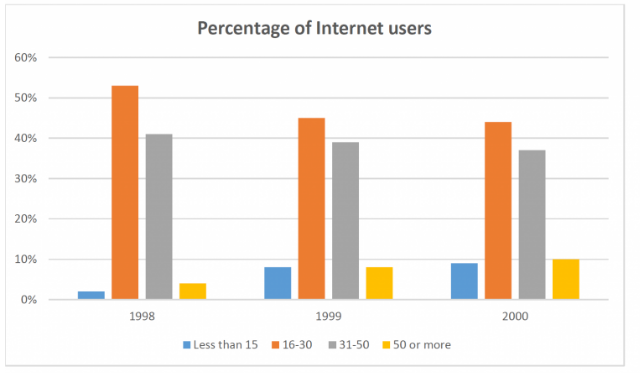 Percentage of Internet users
60%
50%
40%
30%
20%
10%
0%
1998 1999 2000
Less than 15 16-30 31-50 50 or more